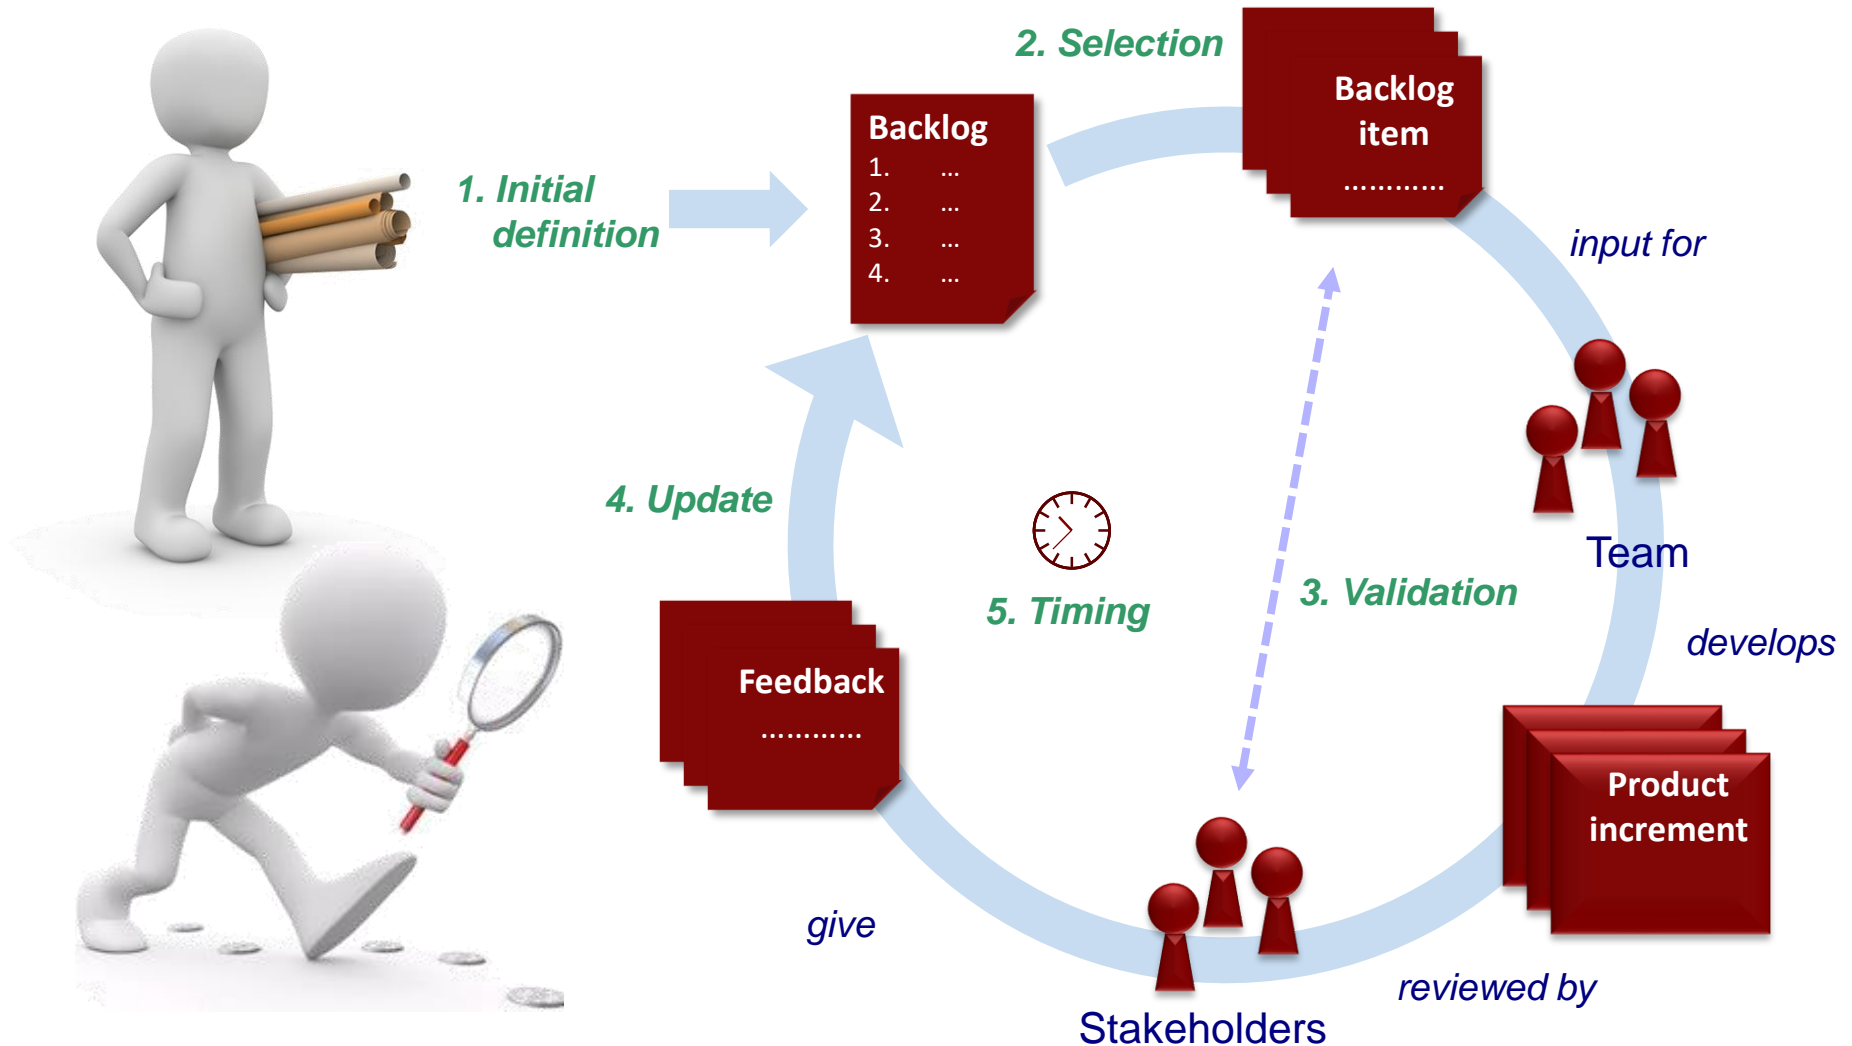 2. Selection
Backlog
item
…………
Backlog
1. ...
2. ...
3. ...
4. ...
1. Initial
definition
input for
4. Update
Team
5. Timing
3. Validation
develops
Feedback
…………
Product
increment
give
reviewed by
Stakeholders